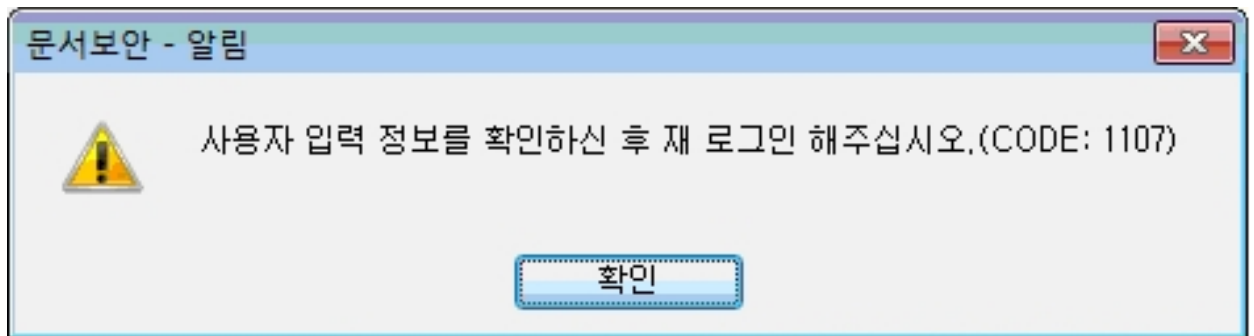 문서보안 - 알림
사용자 입력 정보를 확인하신 후 재 로그인 해주십시오.(CODE: 1107)
확인